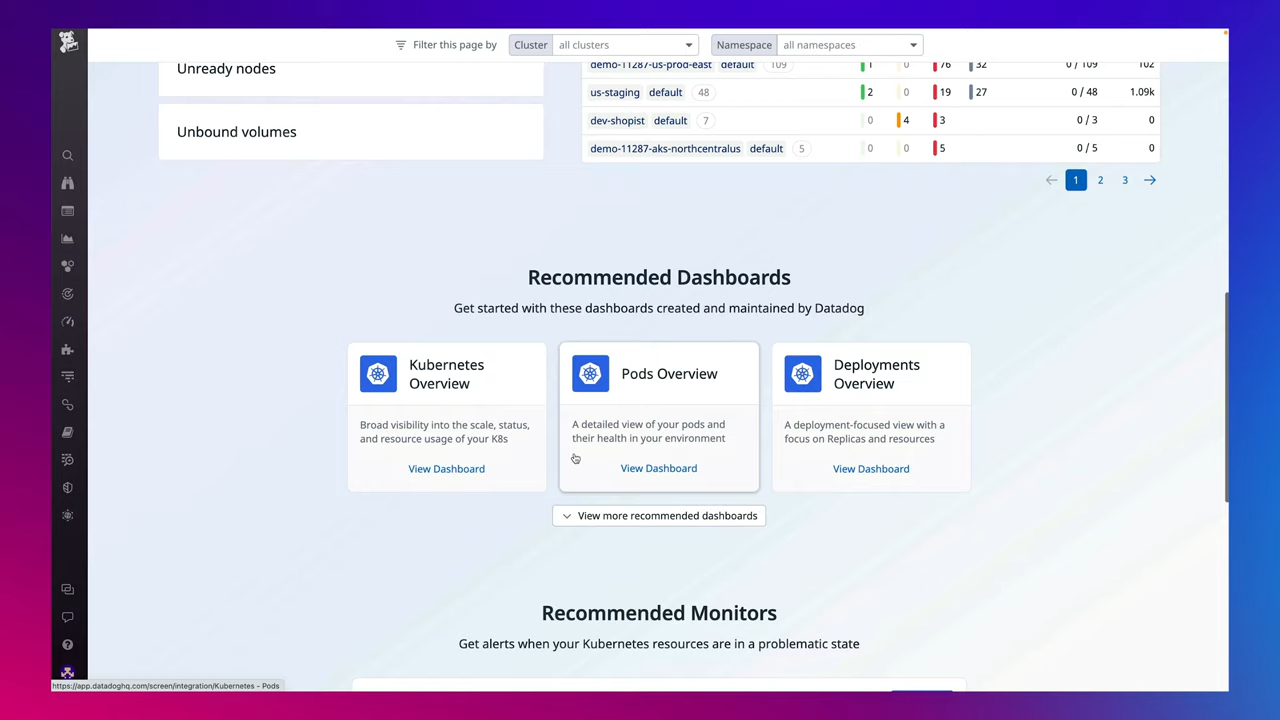 Filter this page by
Cluster all clusters
Namespace all namespaces
Unready nodes
Unbound volumes
demo-11287-us-prod-east default 109 1 0 76 32 0 / 109 102
us-staging default 48 2 0 19 27 0 / 48 1.09k
dev-shopist default 7 0 4 3 0 / 3 0
demo-11287-aks-northcentralus default 5 0 0 5 0 / 5 0
← 1 2 3 →
Recommended Dashboards
Get started with these dashboards created and maintained by Datadog
Kubernetes
Overview
Broad visibility into the scale, status,
and resource usage of your K8s
View Dashboard
Pods Overview
A detailed view of your pods and
their health in your environment
View Dashboard
Deployments
Overview
A deployment-focused view with a
focus on Replicas and resources
View Dashboard
View more recommended dashboards
Recommended Monitors
Get alerts when your Kubernetes resources are in a problematic state
https://app.datadoghq.com/screen/integration/Kubernetes - Pods